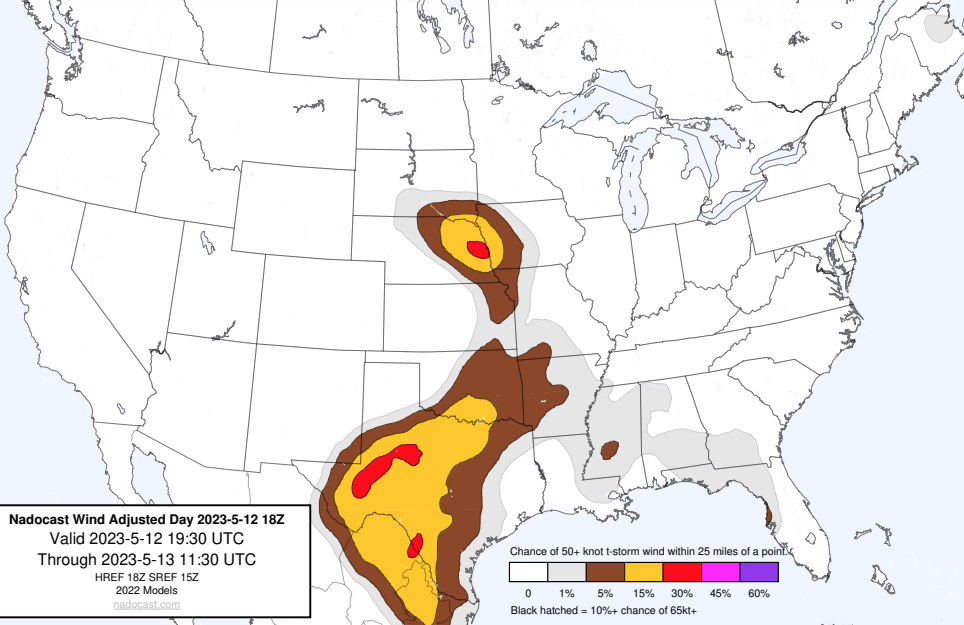 Nadocast Wind Adjusted Day 2023-5-12 18Z
Valid 2023-5-12 19:30 UTC
Through 2023-5-13 11:30 UTC
HREF 18Z SREF 15Z
2022 Models
nadocast.com
Chance of 50+ knot t-storm wind within 25 miles of a point.
0 1% 5% 15% 30% 45% 60%
Black hatched = 10%+ chance of 65kt+